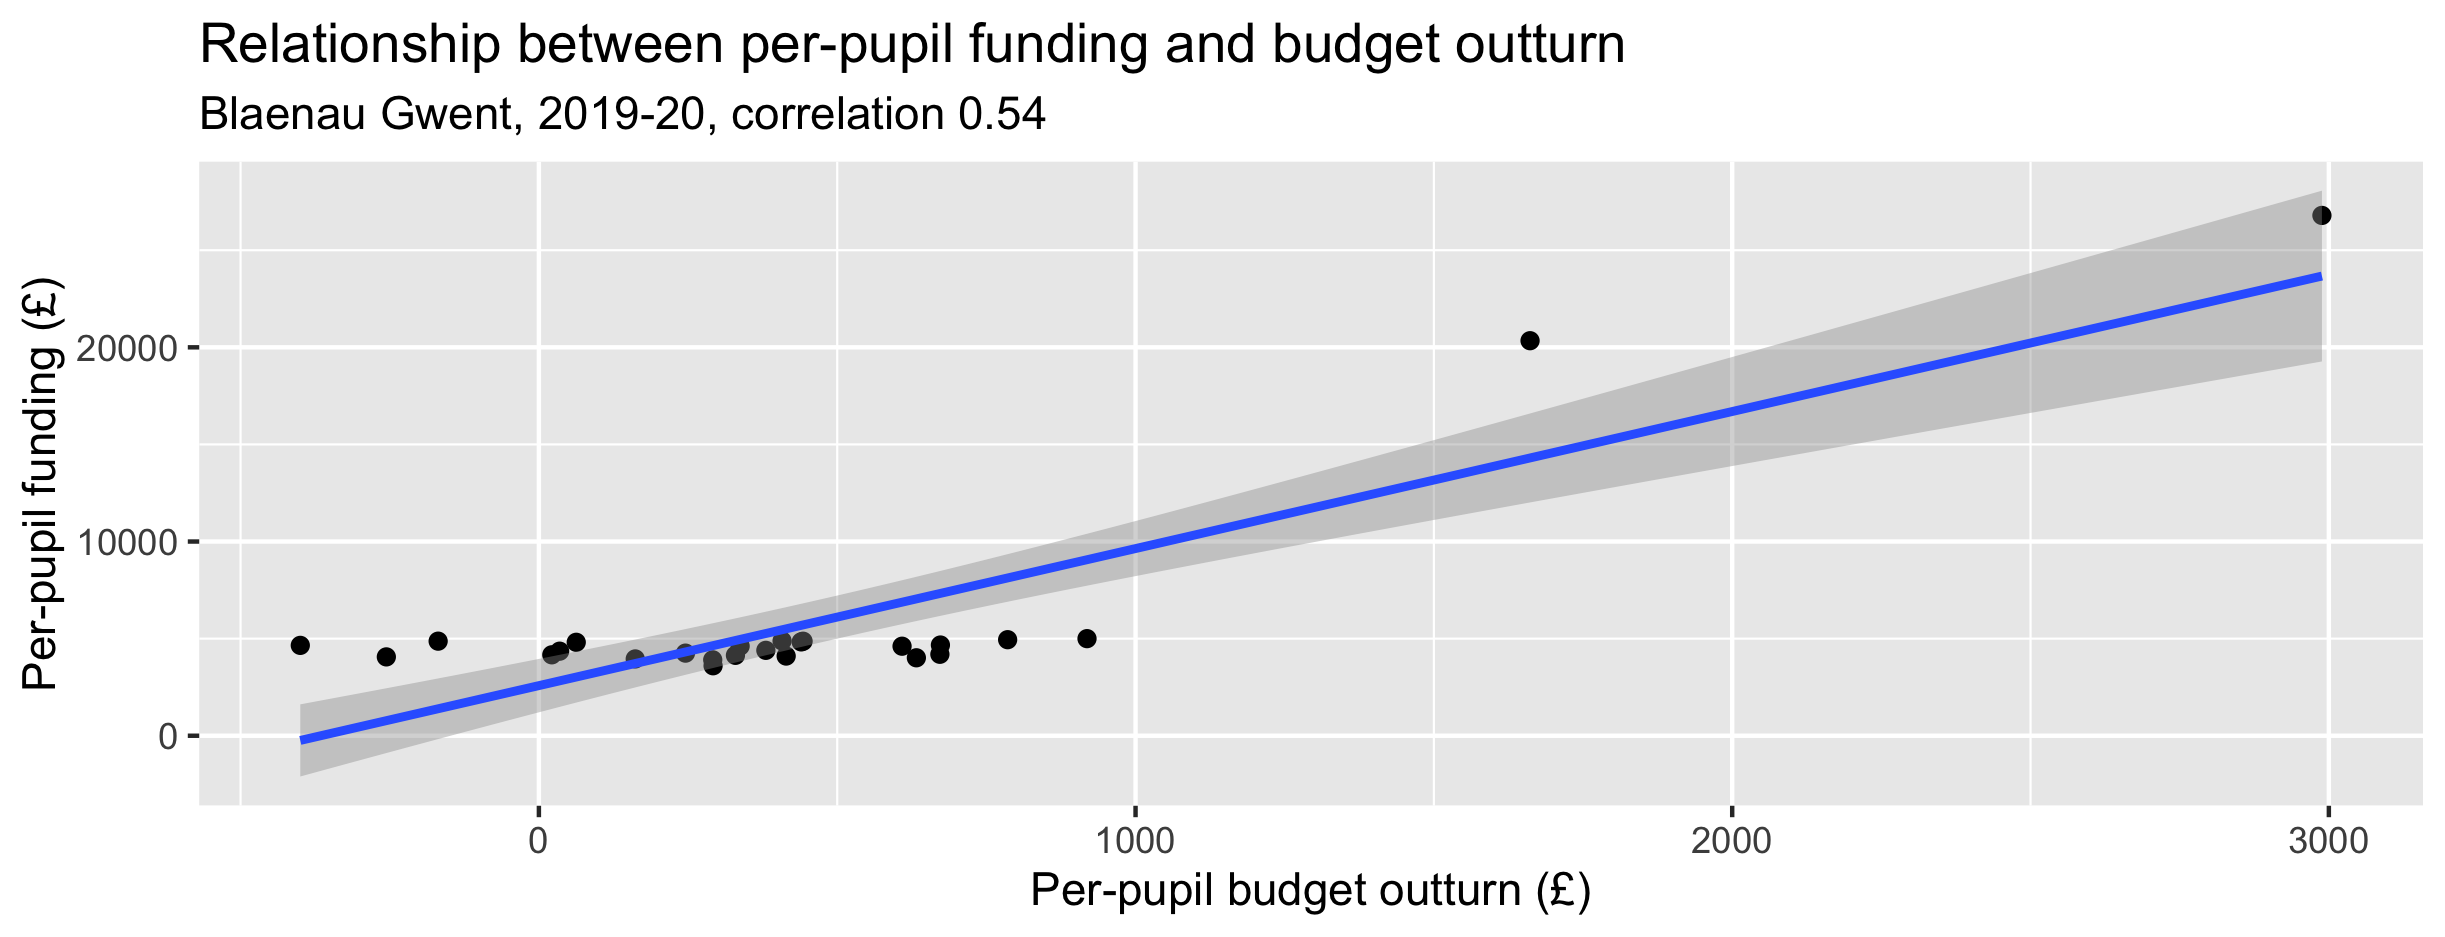 Relationship between per-pupil funding and budget outturn
Blaenau Gwent, 2019-20, correlation 0.54
Per-pupil funding (£)
20000
10000
0
0 1000 2000 3000
Per-pupil budget outturn (£)